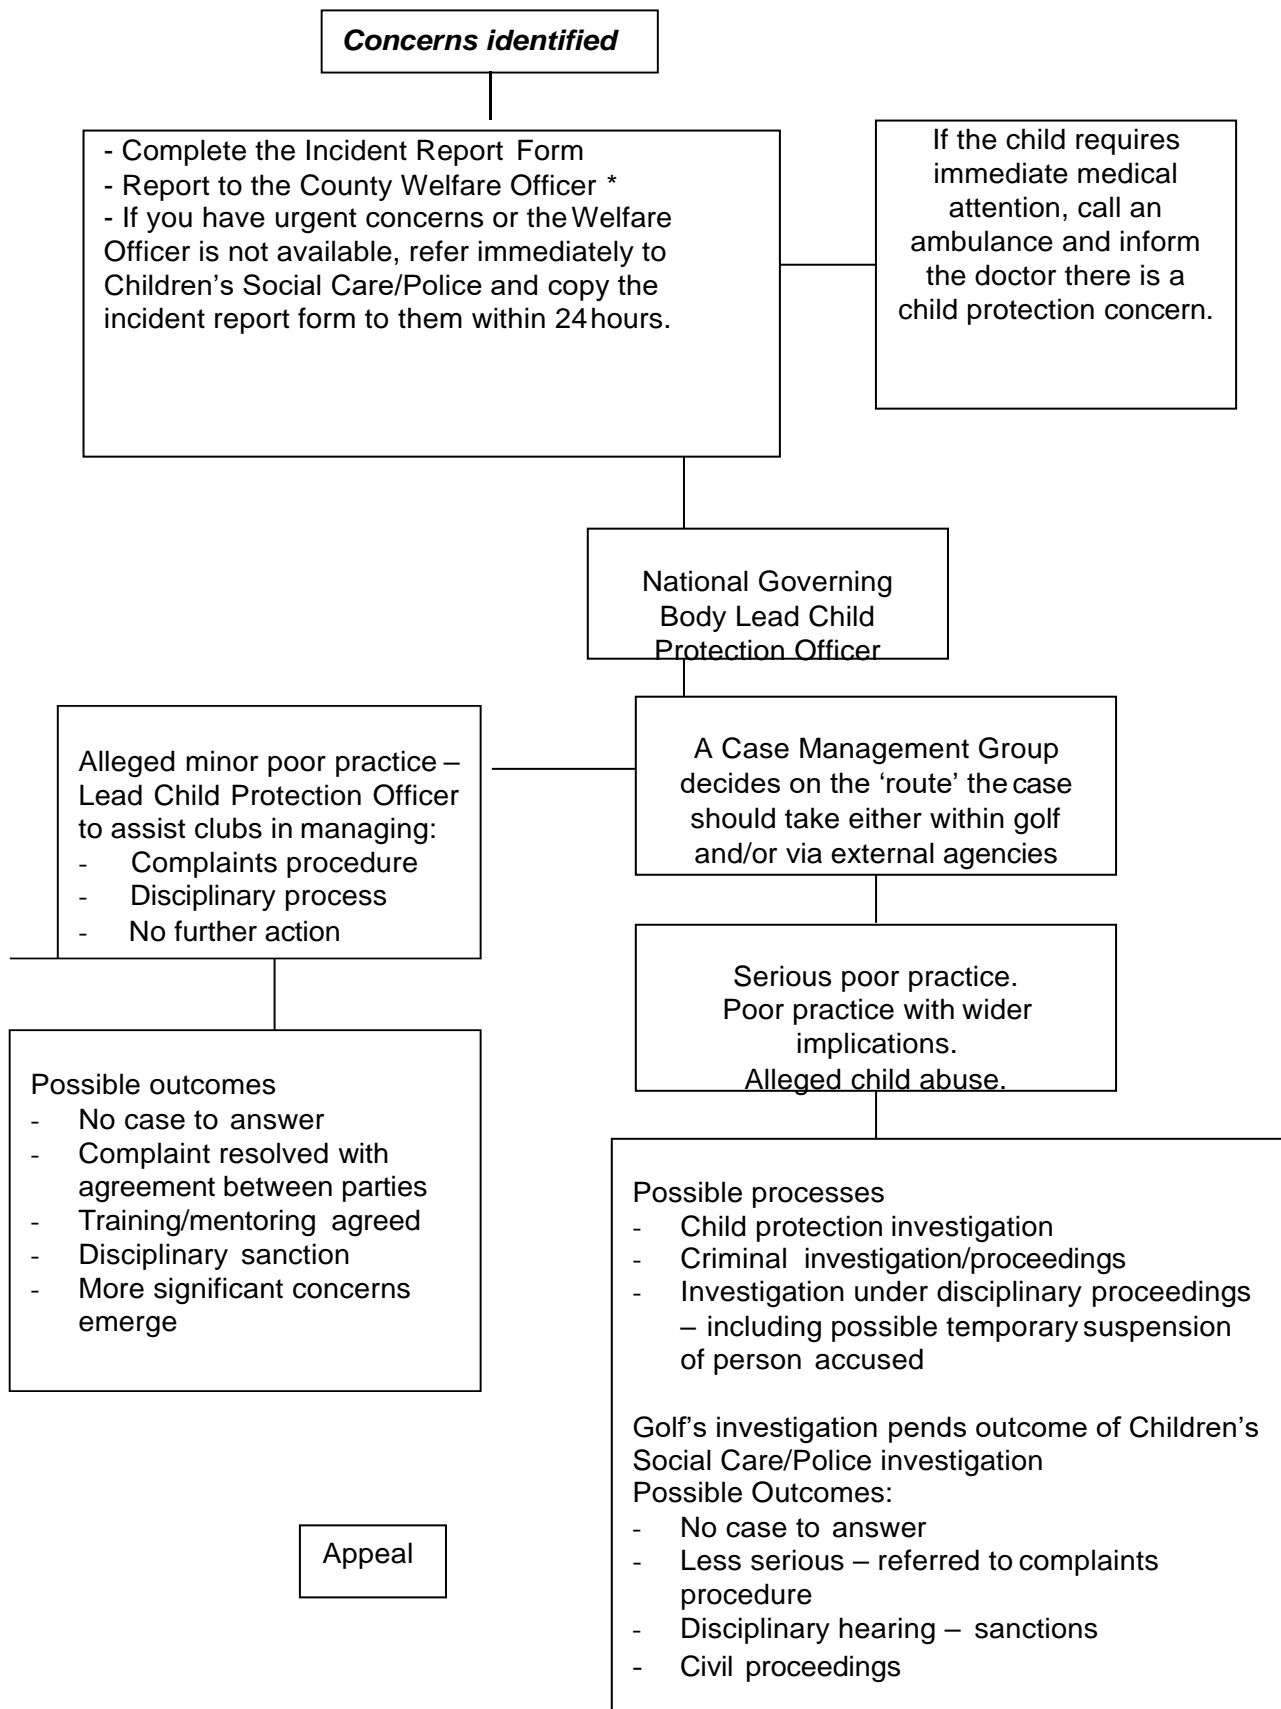 Concerns identified
- Complete the Incident Report Form
- Report to the County Welfare Officer *
- If you have urgent concerns or the Welfare
Officer is not available, refer immediately to
Children's Social Care/Police and copy the
incident report form to them within 24 hours.
If the child requires
immediate medical
attention, call an
ambulance and inform
the doctor there is a
child protection concern.
National Governing
Body Lead Child
Protection Officer
Alleged minor poor practice –
Lead Child Protection Officer
to assist clubs in managing:
- Complaints procedure
- Disciplinary process
- No further action
A Case Management Group
decides on the ‘route’ the case
should take either within golf
and/or via external agencies
Serious poor practice.
Poor practice with wider
implications.
Alleged child abuse.
Possible outcomes
- No case to answer
- Complaint resolved with
agreement between parties
- Training/mentoring agreed
- Disciplinary sanction
- More significant concerns
emerge
Possible processes
- Child protection investigation
- Criminal investigation/proceedings
- Investigation under disciplinary proceedings
– including possible temporary suspension
of person accused
Golf’s investigation pends outcome of Children’s
Social Care/Police investigation
Possible Outcomes:
- No case to answer
- Less serious – referred to complaints
procedure
- Disciplinary hearing – sanctions
- Civil proceedings
Appeal